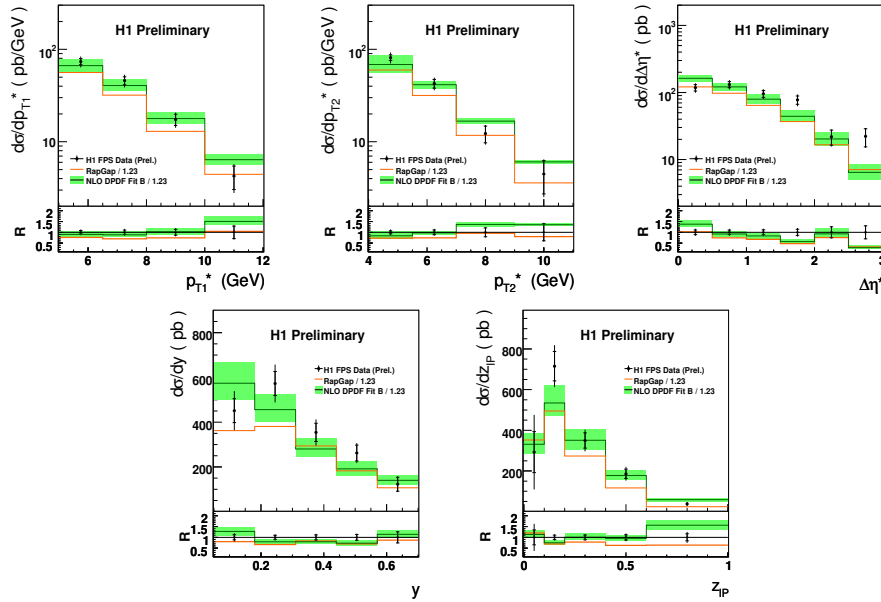 H1 Preliminary
dσ/dp_T1* ( pb/GeV )
10²
10
H1 FPS Data (Prel.)
RapGap / 1.23
NLO DPDF Fit B / 1.23
R
2
1.5
1
0.5
6 8 10 12
p_T1* (GeV)
H1 Preliminary
dσ/dp_T2* ( pb/GeV )
10²
10
H1 FPS Data (Prel.)
RapGap / 1.23
NLO DPDF Fit B / 1.23
R
2
1.5
1
0.5
4 6 8 10
p_T2* (GeV)
H1 Preliminary
dσ/dΔη* ( pb )
10³
10²
10
H1 FPS Data (Prel.)
RapGap / 1.23
NLO DPDF Fit B / 1.23
R
2
1.5
1
0.5
0 1 2 3
Δη*
H1 Preliminary
dσ/dy ( pb )
800
600
400
200
H1 FPS Data (Prel.)
RapGap / 1.23
NLO DPDF Fit B / 1.23
R
2
1.5
1
0.5
0.2 0.4 0.6
y
H1 Preliminary
dσ/dz_IP ( pb )
800
600
400
200
0
H1 FPS Data (Prel.)
RapGap / 1.23
NLO DPDF Fit B / 1.23
R
2
1.5
1
0.5
0 0.5 1
z_IP